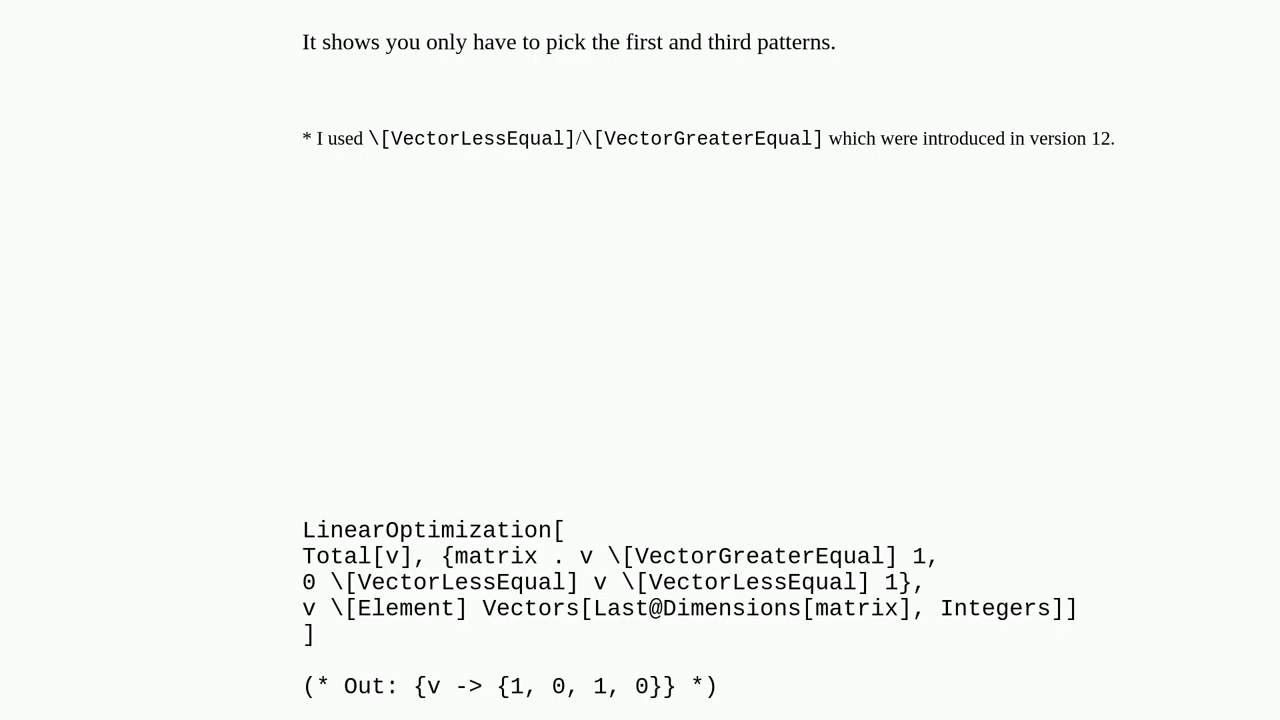 It shows you only have to pick the first and third patterns.
* I used \[VectorLessEqual]/\[VectorGreaterEqual] which were introduced in version 12.
LinearOptimization[
Total[v], {matrix . v \[VectorGreaterEqual] 1,
0 \[VectorLessEqual] v \[VectorLessEqual] 1},
v \[Element] Vectors[Last@Dimensions[matrix], Integers]]
]
(* Out: {v -> {1, 0, 1, 0}} *)